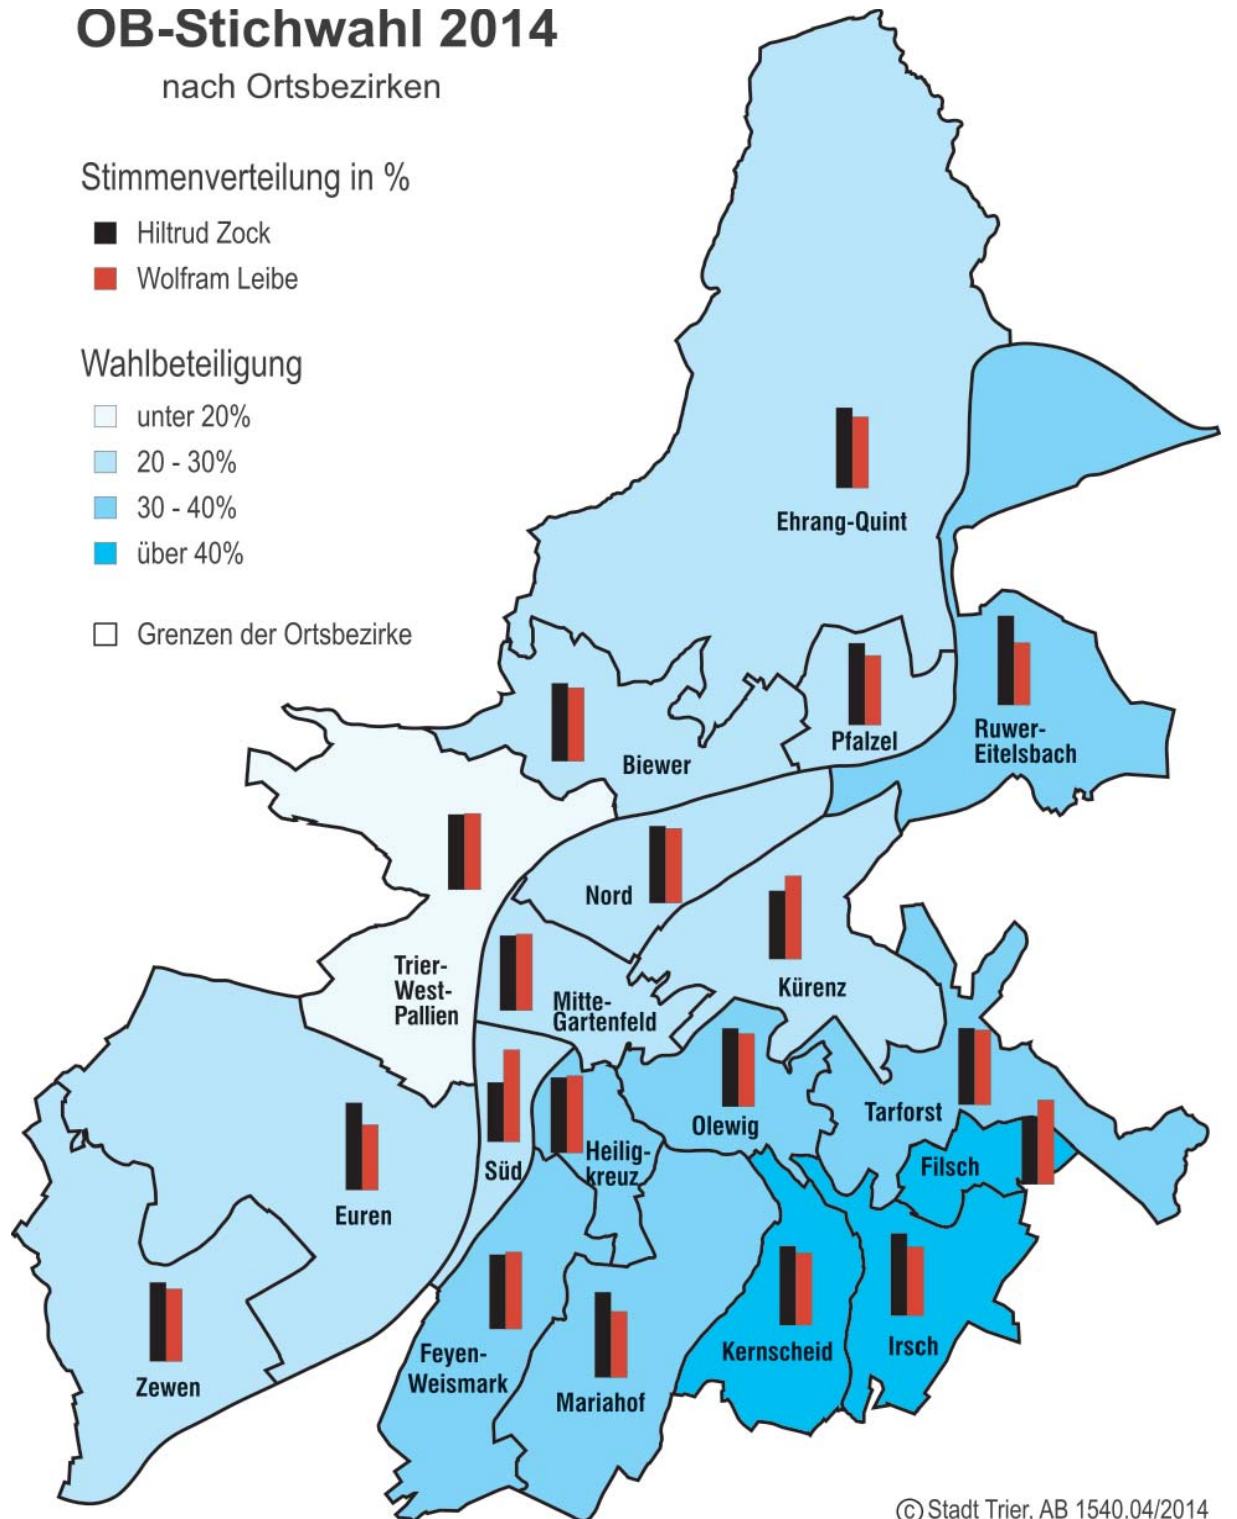 OB-Stichwahl 2014
nach Ortsbezirken
Stimmenverteilung in %
Hiltrud Zock
Wolfram Leibe
Wahlbeteiligung
unter 20%
20 - 30%
30 - 40%
über 40%
Grenzen der Ortsbezirke
Ehrang-Quint
Pfalzel
Ruwer-
Eitelsbach
Biewer
Nord
Trier-
West-
Pallien
Mitte-
Gartenfeld
Kürenz
Olewig
Tarforst
Filsch
Süd
Heilig-
kreuz
Euren
Zewen
Feyen-
Weismark
Mariahof
Kernscheid
Irsch
© Stadt Trier, AB 1540.04/2014